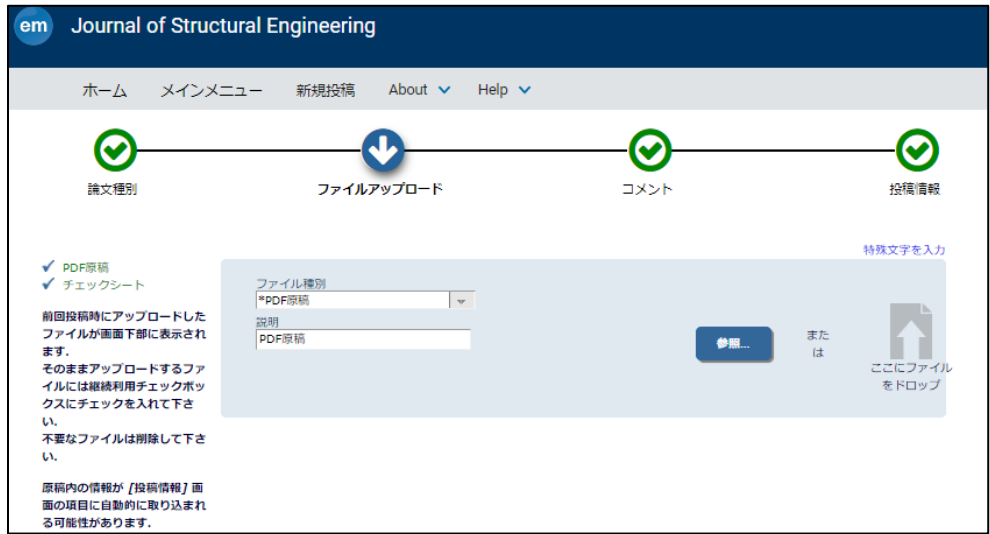 em Journal of Structural Engineering
ホーム メインメニュー 新規投稿 About Help
論文種別 ファイルアップロード コメント 投稿情報
特殊文字を入力
PDF原稿
チェックシート
前回投稿時にアップロードした
ファイルが画面下部に表示され
ます．
そのままアップロードするファ
イルには継続利用チェックボッ
クスにチェックを入れて下さ
い．
不要なファイルは削除して下さ
い．
原稿内の情報が [投稿情報] 画
面の項目に自動的に取り込まれ
る可能性があります．
ファイル種別
*PDF原稿
説明
PDF原稿
参照...
また
は
ここにファイル
をドロップ